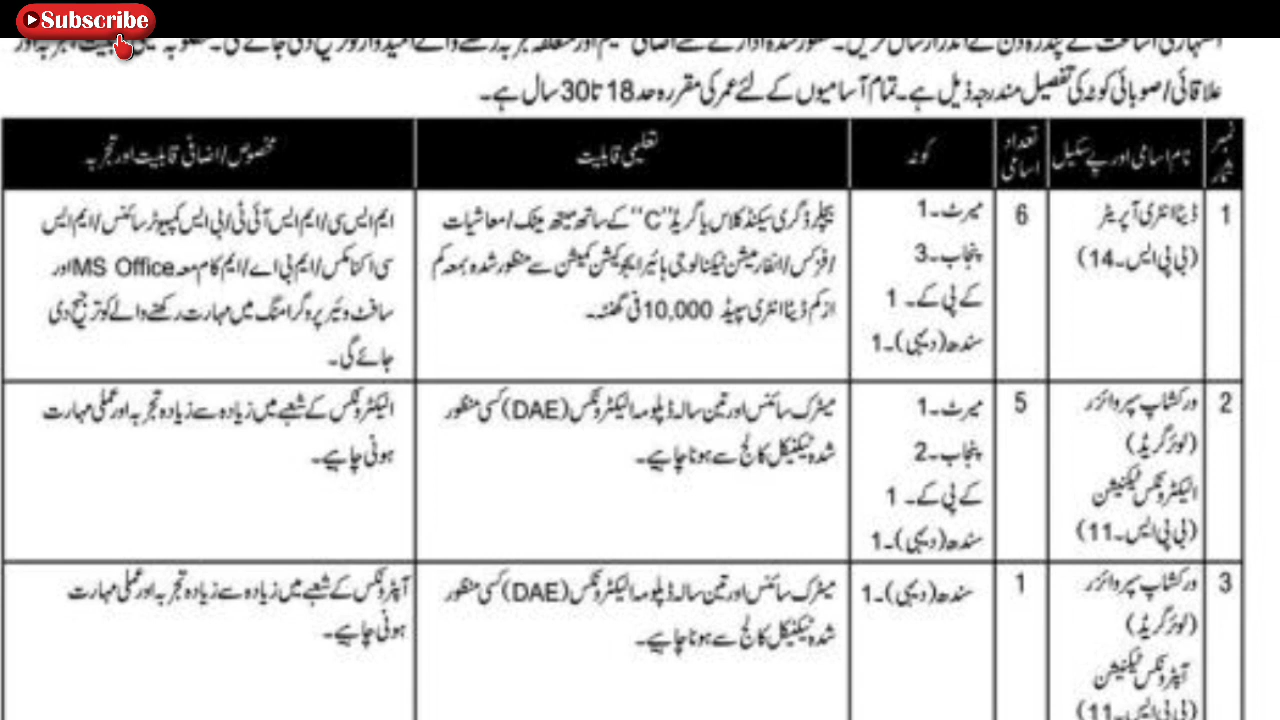 Subscribe
علاقائی/صوبائی کوٹہ کی تفصیل مندرجہ ذیل ہے۔ تمام آسامیوں کے لئے عمر کی مقررہ حد 18 تا 30 سال ہے۔
نمبر شمار
نام اسامی اور پے سکیل
تعداد اسامی
کوٹہ
تعلیمی قابلیت
مخصوص/اضافی قابلیت اور تجربہ
1
ڈیٹا انٹری آپریٹر
(بی پی ایس۔14)
6
میرٹ۔1
پنجاب۔3
کے پی کے۔ 1
سندھ (دیہی)۔1
بیچلر ڈگری سیکنڈ کلاس یا گریڈ "C" کے ساتھ میتھ میٹک/معاشیات
/فزکس/انفارمیشن ٹیکنالوجی ہائیر ایجوکیشن کمیشن سے منظور شدہ بمعہ کم
از کم ڈیٹا انٹری سپیڈ 10,000 فی گھنٹہ۔
ایم ایس سی/ایم ایس آئی ٹی/بی ایس کمپیوٹر سائنس/ایم ایس
سی اکنامکس/ایم بی اے/ایم کام معہ MS Office اور
سافٹ وئیر پروگرامنگ میں مہارت رکھنے والے کو ترجیح دی
جائے گی۔
2
ورکشاپ سپروائزر
(لوئر گریڈ)
الیکٹرونکس ٹیکنیشن
(بی پی ایس۔11)
5
میرٹ۔1
پنجاب۔2
کے پی کے۔ 1
سندھ (دیہی)۔1
میٹرک سائنس اور تین سالہ ڈپلومہ الیکٹرونکس (DAE) کسی منظور
شدہ ٹیکنیکل کالج سے ہونا چاہیے۔
الیکٹرونکس کے شعبے میں زیادہ سے زیادہ تجربہ اور عملی مہارت
ہونی چاہیے۔
3
ورکشاپ سپروائزر
(لوئر گریڈ)
آپٹرونکس ٹیکنیشن
(بی پی ایس۔11)
1
سندھ (دیہی)۔1
میٹرک سائنس اور تین سالہ ڈپلومہ الیکٹرونکس (DAE) کسی منظور
شدہ ٹیکنیکل کالج سے ہونا چاہیے۔
آپٹرونکس کے شعبے میں زیادہ سے زیادہ تجربہ اور عملی مہارت
ہونی چاہیے۔